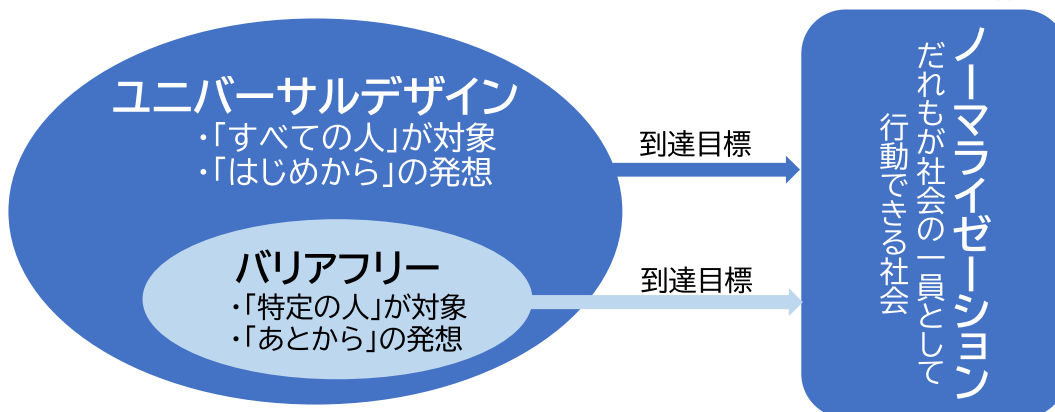 ユニバーサルデザイン
・「すべての人」が対象
・「はじめから」の発想
バリアフリー
・「特定の人」が対象
・「あとから」の発想
到達目標
到達目標
ノーマライゼーション
だれもが社会の一員として
行動できる社会